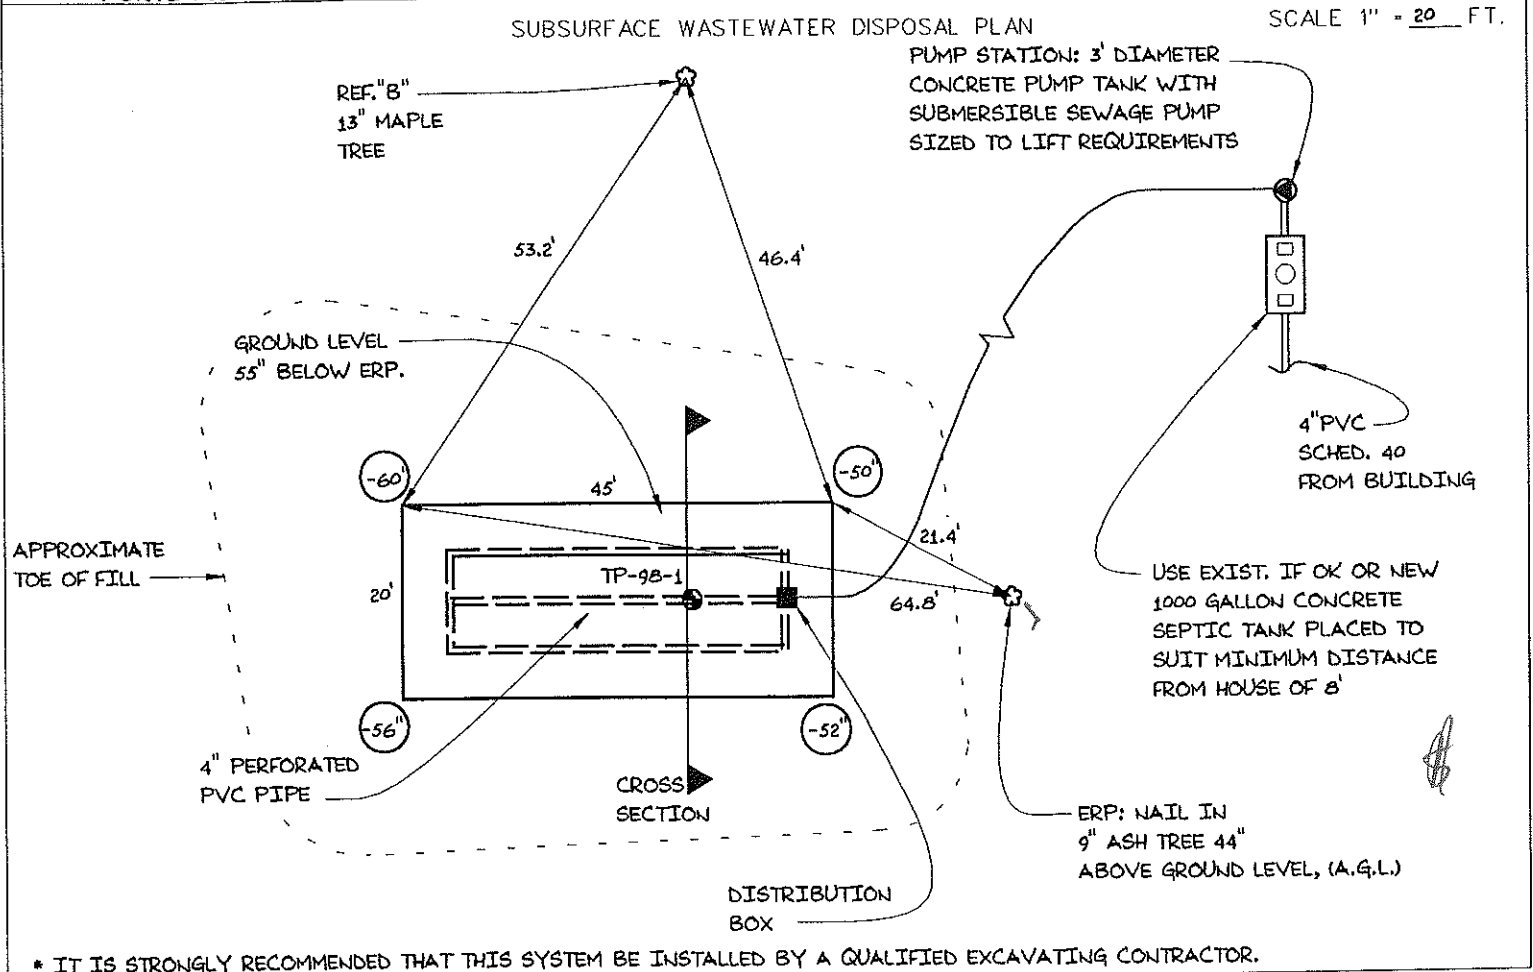 SUBSURFACE WASTEWATER DISPOSAL PLAN
SCALE 1" = 20 FT.
REF. "B"
13" MAPLE
TREE
PUMP STATION: 3' DIAMETER
CONCRETE PUMP TANK WITH
SUBMERSIBLE SEWAGE PUMP
SIZED TO LIFT REQUIREMENTS
53.2'
46.4'
GROUND LEVEL
55" BELOW ERP.
4" PVC
SCHED. 40
FROM BUILDING
-60"
45'
-50"
21.4'
APPROXIMATE
TOE OF FILL
20'
TP-98-1
64.8'
USE EXIST. IF OK OR NEW
1000 GALLON CONCRETE
SEPTIC TANK PLACED TO
SUIT MINIMUM DISTANCE
FROM HOUSE OF 8'
-56"
-52"
4" PERFORATED
PVC PIPE
CROSS
SECTION
ERP: NAIL IN
9" ASH TREE 44"
ABOVE GROUND LEVEL, (A.G.L.)
DISTRIBUTION
BOX
* IT IS STRONGLY RECOMMENDED THAT THIS SYSTEM BE INSTALLED BY A QUALIFIED EXCAVATING CONTRACTOR.